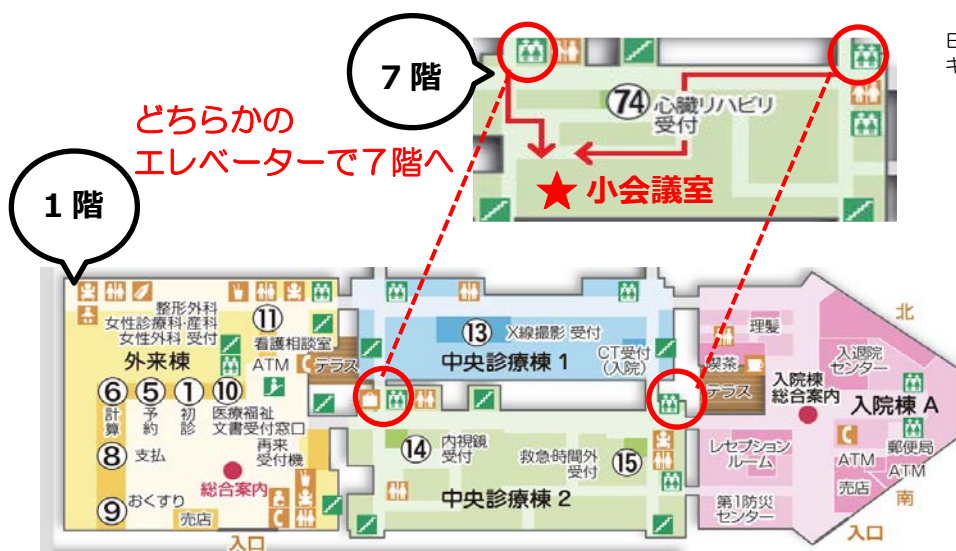 7階
74 心臓リハビリ
受付
どちらかの
エレベーターで7階へ
★ 小会議室
1階
整形外科
女性診療科・産科
女性外科 受付
外来棟
11
看護相談室
ATM
テラス
6 計算
5 予約
1 初診
10 医療福祉
文書受付窓口
再来
受付機
8 支払
総合案内
9 おくすり
売店
入口
13 X線撮影 受付
中央診療棟 1
CT受付
(入院)
14 内視鏡
受付
救急・時間外
受付 15
中央診療棟 2
理髪
喫茶
テラス
入院棟
総合案内
入退院
センター
入院棟 A
レセプション
ルーム
第1防災
センター
郵便局
ATM
ATM
売店
北
南
入口